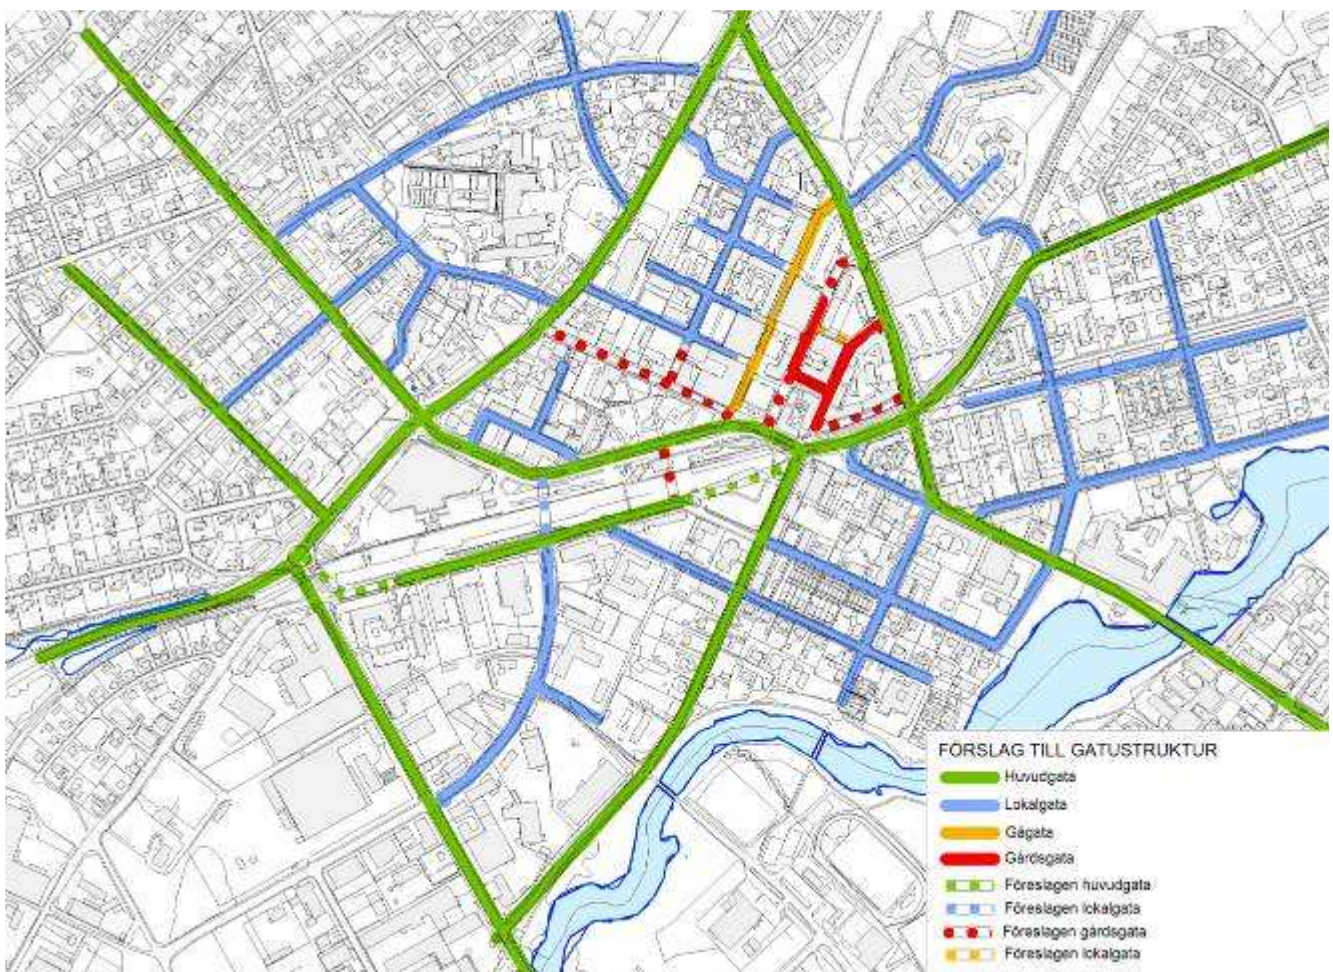 FÖRSLAG TILL GATUSTRUKTUR
Huvudgata
Lokalgata
Gågata
Gårdsgata
Föreslagen huvudgata
Föreslagen lokalgata
Föreslagen gårdsgata
Föreslagen lokalgata